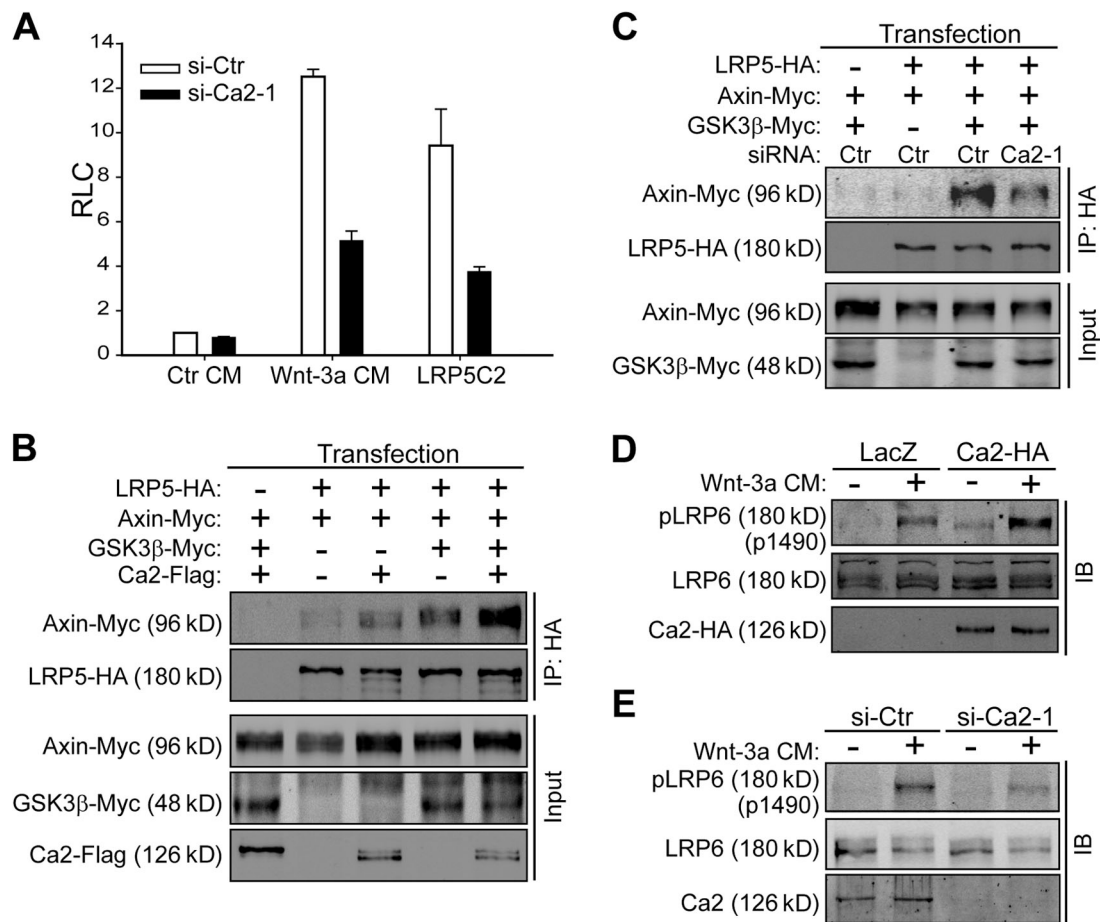 A
14
12
10
8
6
4
2
0
RLC
si-Ctr
si-Ca2-1
Ctr CM Wnt-3a CM LRP5C2
B
Transfection
LRP5-HA: - + + + +
Axin-Myc: + + + + +
GSK3β-Myc: + - - + +
Ca2-Flag: + - + - +
Axin-Myc (96 kD)
LRP5-HA (180 kD)
IP: HA
Axin-Myc (96 kD)
GSK3β-Myc (48 kD)
Ca2-Flag (126 kD)
Input
C
Transfection
LRP5-HA: - + + +
Axin-Myc: + + + +
GSK3β-Myc: + - + +
siRNA: Ctr Ctr Ctr Ca2-1
Axin-Myc (96 kD)
LRP5-HA (180 kD)
IP: HA
Axin-Myc (96 kD)
GSK3β-Myc (48 kD)
Input
D
LacZ Ca2-HA
Wnt-3a CM: - + - +
pLRP6 (180 kD)
(p1490)
LRP6 (180 kD)
Ca2-HA (126 kD)
IB
E
si-Ctr si-Ca2-1
Wnt-3a CM: - + - +
pLRP6 (180 kD)
(p1490)
LRP6 (180 kD)
Ca2 (126 kD)
IB